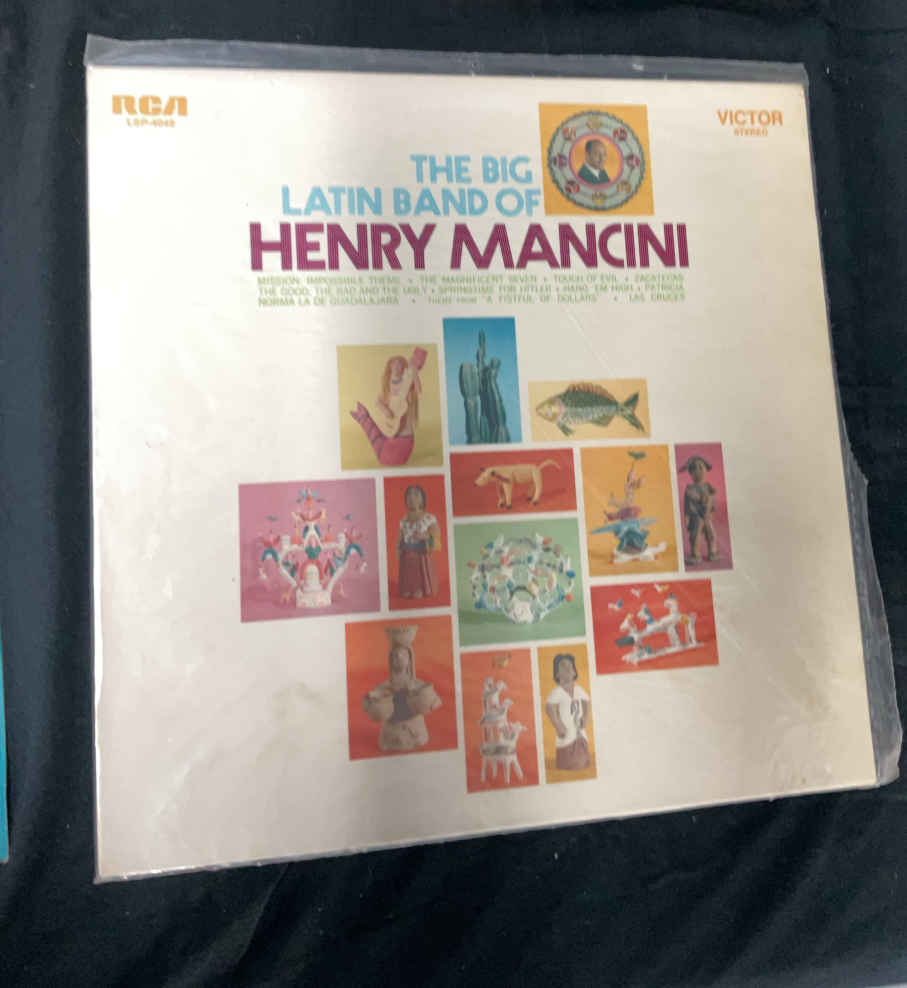 RCA
LSP-4049
VICTOR
STEREO
THE BIG
LATIN BAND OF
HENRY MANCINI
MISSION: IMPOSSIBLE THEME • THE MAGNIFICENT SEVEN • TOUCH OF EVIL • ZACATECAS
THE GOOD, THE BAD AND THE UGLY • SPRINGTIME FOR HITLER • HANG 'EM HIGH • PATRICIA
NORMA LA DE GUADALAJARA • THEME FROM "A FISTFUL OF DOLLARS" • LAS CRUCES